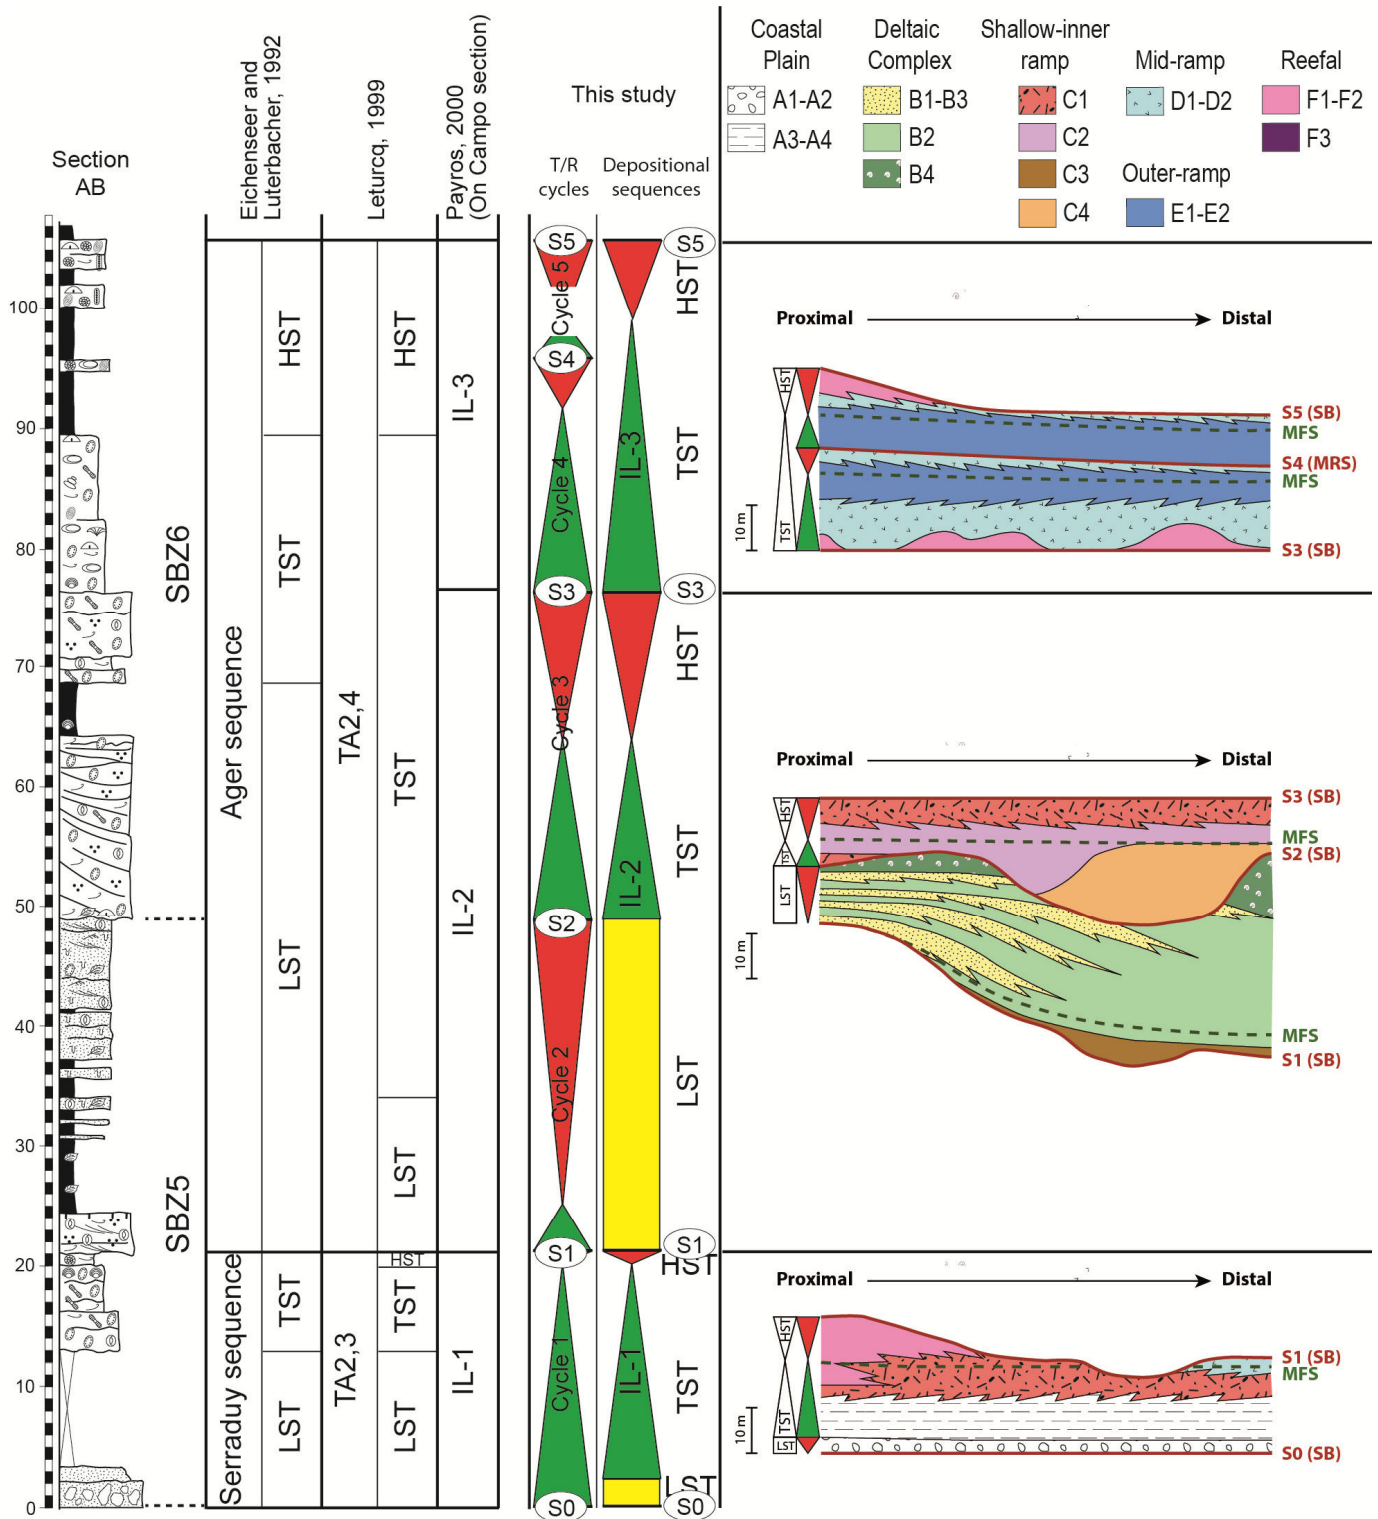 Section
AB
Eichenseer and
Luterbacher, 1992
Leturcq, 1999
Payros, 2000
(On Campo section)
This study
T/R
cycles
Depositional
sequences
Coastal
Plain
A1-A2
A3-A4
Deltaic
Complex
B1-B3
B2
B4
Shallow-inner
ramp
C1
C2
C3
C4
Mid-ramp
D1-D2
Outer-ramp
E1-E2
Reefal
F1-F2
F3
100
90
80
70
60
50
40
30
20
10
0
SBZ6
SBZ5
Ager sequence
Serraduy sequence
HST
TST
LST
TST
LST
TA2,4
TA2,3
HST
TST
LST
HST
TST
LST
IL-3
IL-2
IL-1
S5
Cycle 5
S4
Cycle 4
S3
Cycle 3
S2
Cycle 2
S1
Cycle 1
S0
IL-3
IL-2
IL-1
S5
HST
TST
S3
HST
TST
LST
S1
HST
TST
LST
S0
Proximal
Distal
HST
TST
10 m
S5 (SB)
MFS
S4 (MRS)
MFS
S3 (SB)
Proximal
Distal
HST
TST
LST
10 m
S3 (SB)
MFS
S2 (SB)
MFS
S1 (SB)
Proximal
Distal
HST
TST
LST
10 m
S1 (SB)
MFS
S0 (SB)